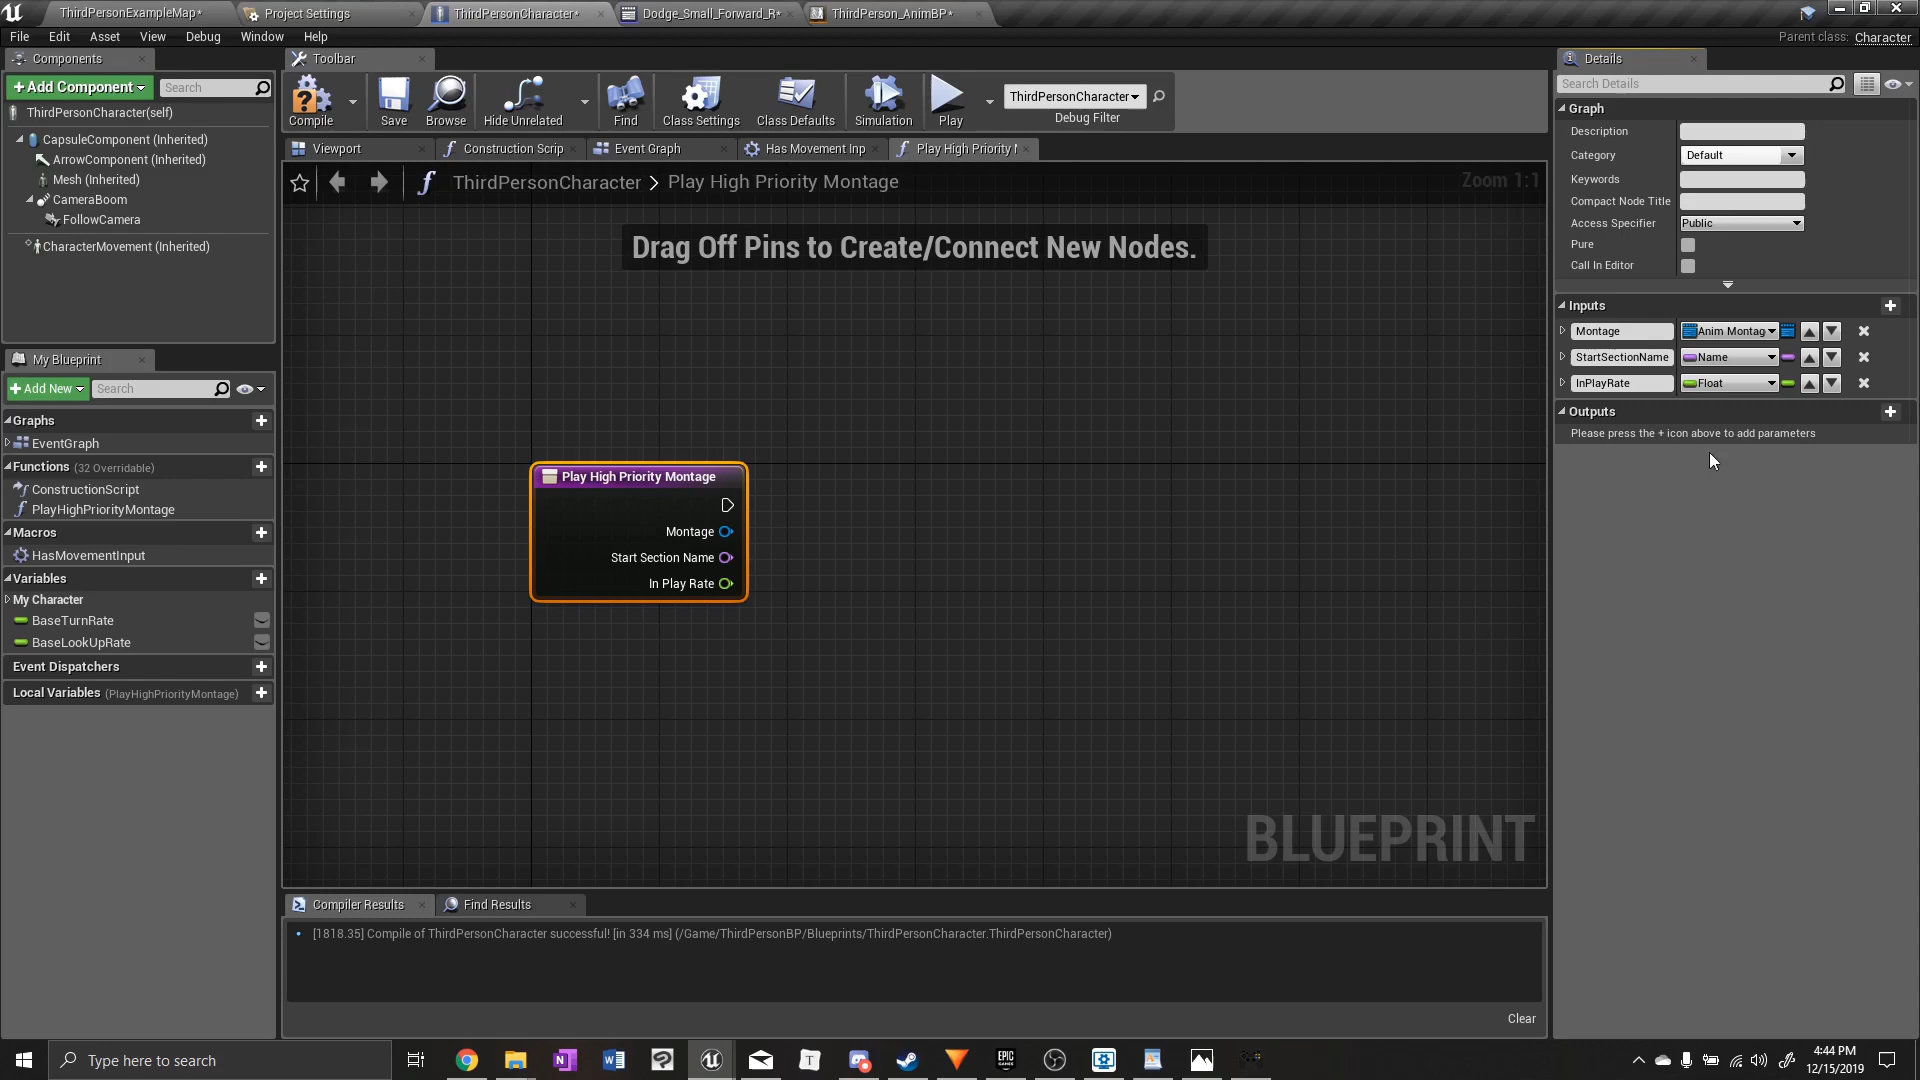 ThirdPersonExampleMap*
Project Settings
ThirdPersonCharacter*
Dodge_Small_Forward_R*
ThirdPerson_AnimBP*
File Edit Asset View Debug Window Help
Parent class: Character
Components
Toolbar
Details
+ Add Component
Search
Search Details
ThirdPersonCharacter(self)
CapsuleComponent (Inherited)
ArrowComponent (Inherited)
Mesh (Inherited)
CameraBoom
FollowCamera
CharacterMovement (Inherited)
Compile
Save
Browse
Hide Unrelated
Find
Class Settings
Class Defaults
Simulation
Play
ThirdPersonCharacter
Debug Filter
Viewport
Construction Scrip
Event Graph
Has Movement Inp
Play High Priority M
ThirdPersonCharacter > Play High Priority Montage
Zoom 1:1
Drag Off Pins to Create/Connect New Nodes.
Play High Priority Montage
Montage
Start Section Name
In Play Rate
BLUEPRINT
My Blueprint
+ Add New
Search
Graphs
EventGraph
Functions (32 Overridable)
ConstructionScript
PlayHighPriorityMontage
Macros
HasMovementInput
Variables
My Character
BaseTurnRate
BaseLookUpRate
Event Dispatchers
Local Variables (PlayHighPriorityMontage)
Graph
Description
Category Default
Keywords
Compact Node Title
Access Specifier Public
Pure
Call In Editor
Inputs
Montage Anim Montag
StartSectionName Name
InPlayRate Float
Outputs
Please press the + icon above to add parameters
Compiler Results
Find Results
[1818.35] Compile of ThirdPersonCharacter successful! [in 334 ms] (/Game/ThirdPersonBP/Blueprints/ThirdPersonCharacter.ThirdPersonCharacter)
Clear
Type here to search
EPIC
GAMES
4:44 PM
12/15/2019